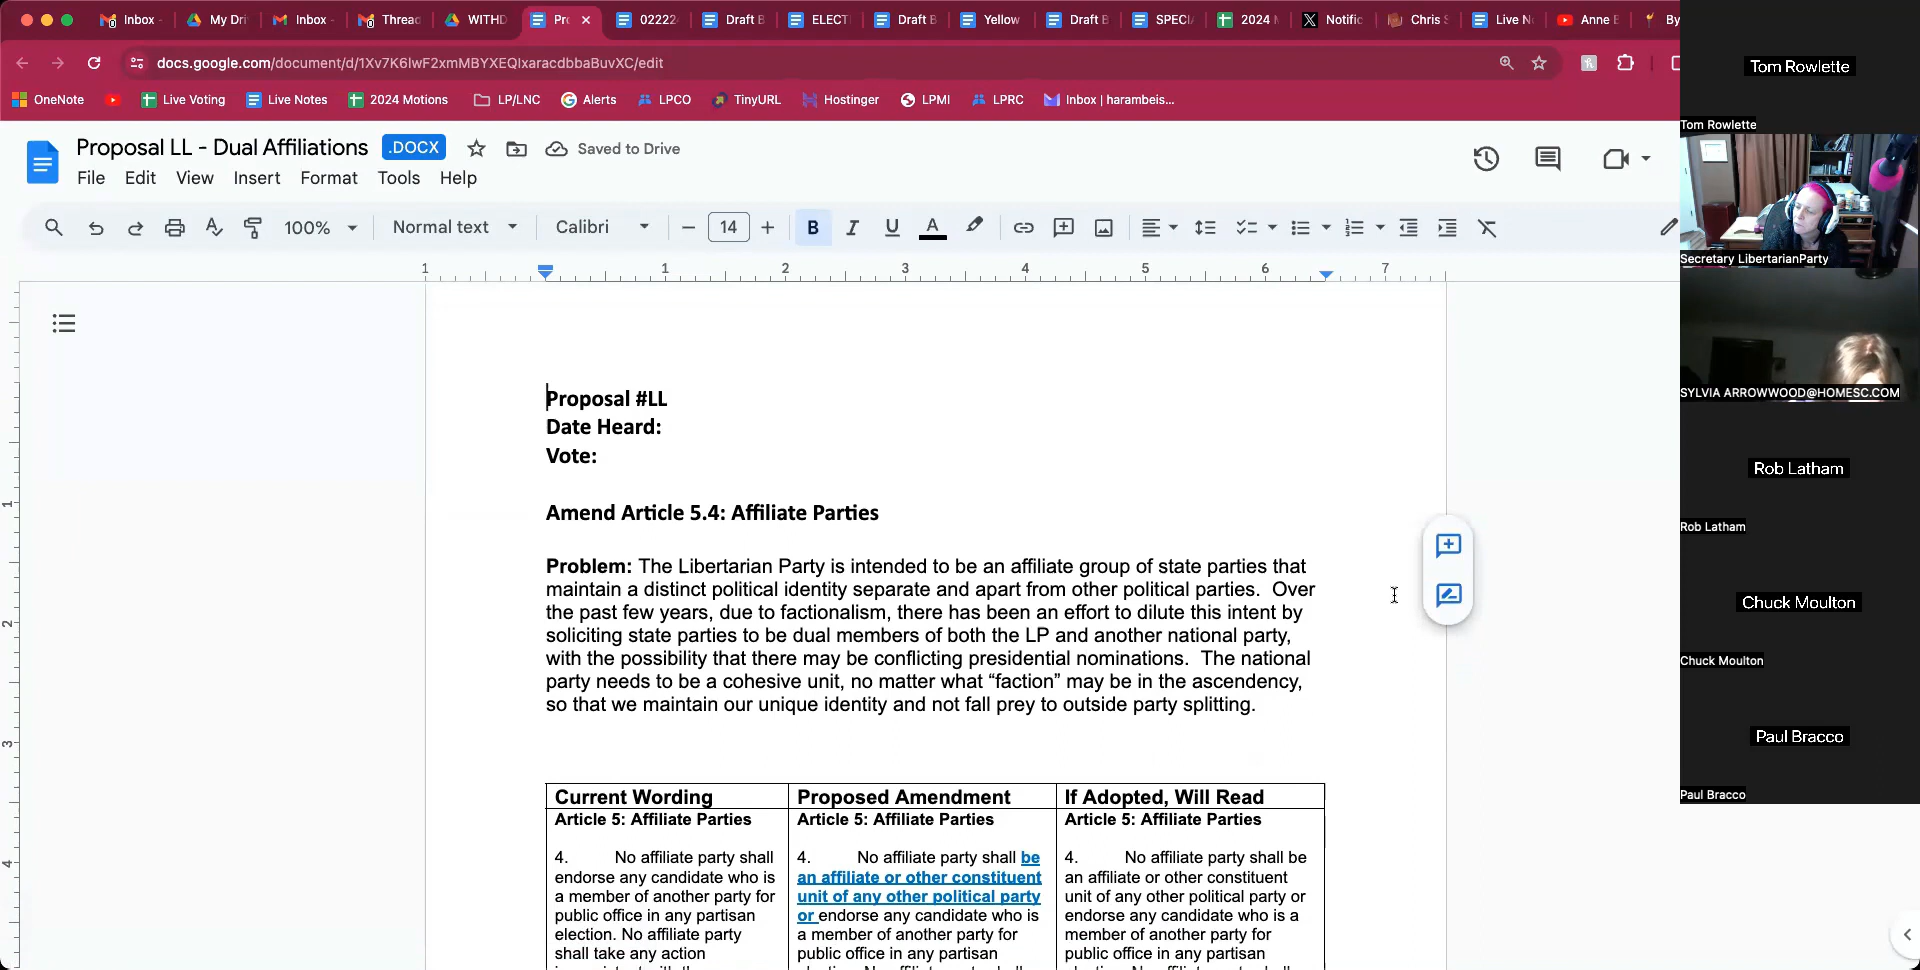 Inbox
My Dri
Inbox
Thread
WITHD
Pro
02222
Draft B
ELECT
Draft B
Yellow
Draft B
SPECI
2024 M
Notific
Chris S
Live N
Anne B
By
docs.google.com/document/d/1Xv7K6lwF2xmMBYXEQlxaracdbbaBuvXC/edit
OneNote
Live Voting
Live Notes
2024 Motions
LP/LNC
Alerts
LPCO
TinyURL
Hostinger
LPMI
LPRC
Inbox | harambeis...
Proposal LL - Dual Affiliations
.DOCX
Saved to Drive
File Edit View Insert Format Tools Help
100% Normal text Calibri 14 B I U A
1 1 2 3 4 5 6 7
Proposal #LL
Date Heard:
Vote:
Amend Article 5.4: Affiliate Parties
Problem: The Libertarian Party is intended to be an affiliate group of state parties that
maintain a distinct political identity separate and apart from other political parties. Over
the past few years, due to factionalism, there has been an effort to dilute this intent by
soliciting state parties to be dual members of both the LP and another national party,
with the possibility that there may be conflicting presidential nominations. The national
party needs to be a cohesive unit, no matter what “faction” may be in the ascendency,
so that we maintain our unique identity and not fall prey to outside party splitting.
Current Wording
Article 5: Affiliate Parties
4. No affiliate party shall
endorse any candidate who is
a member of another party for
public office in any partisan
election. No affiliate party
shall take any action
Proposed Amendment
Article 5: Affiliate Parties
4. No affiliate party shall be
an affiliate or other constituent
unit of any other political party
or endorse any candidate who is
a member of another party for
public office in any partisan
If Adopted, Will Read
Article 5: Affiliate Parties
4. No affiliate party shall be
an affiliate or other constituent
unit of any other political party or
endorse any candidate who is a
member of another party for
public office in any partisan
1
2
3
4
Tom Rowlette
Tom Rowlette
Secretary LibertarianParty
SYLVIA ARROWWOOD@HOMESC.COM
Rob Latham
Rob Latham
Chuck Moulton
Chuck Moulton
Paul Bracco
Paul Bracco